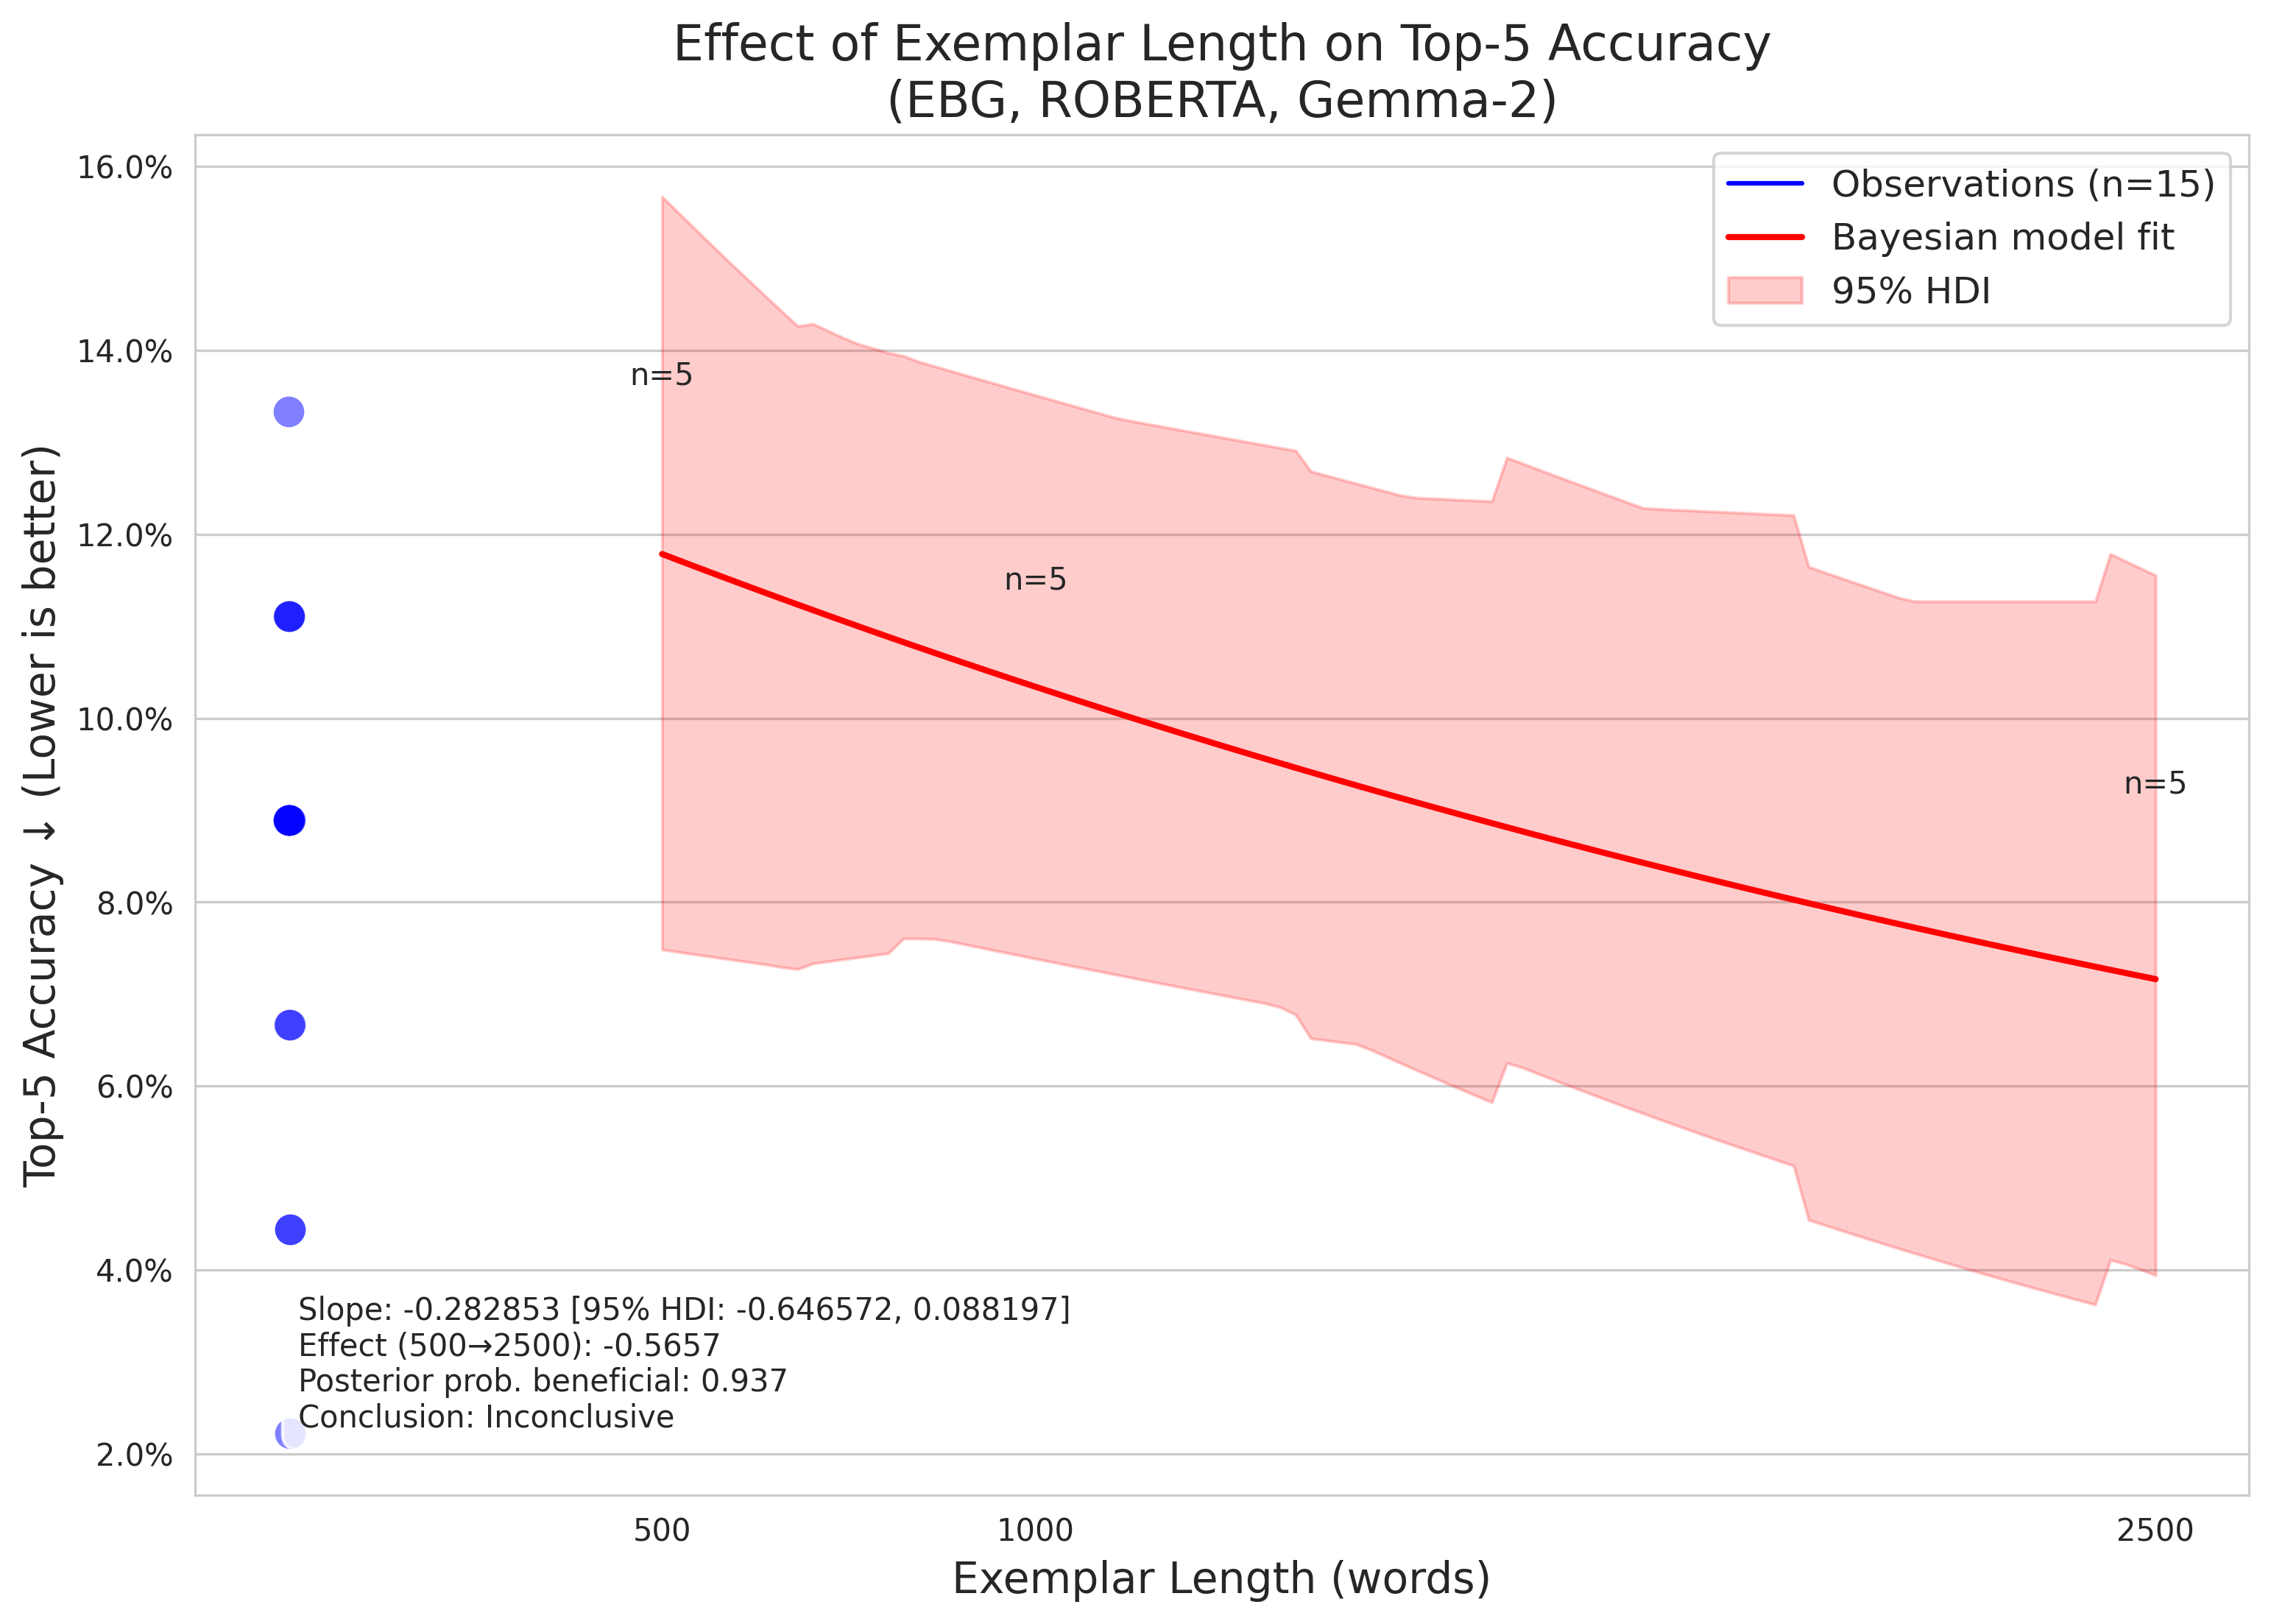 Effect of Exemplar Length on Top-5 Accuracy
(EBG, ROBERTA, Gemma-2)
Top-5 Accuracy ↓ (Lower is better)
16.0%
14.0%
12.0%
10.0%
8.0%
6.0%
4.0%
2.0%
Observations (n=15)
Bayesian model fit
95% HDI
n=5
n=5
n=5
Slope: -0.282853 [95% HDI: -0.646572, 0.088197]
Effect (500→2500): -0.5657
Posterior prob. beneficial: 0.937
Conclusion: Inconclusive
500
1000
2500
Exemplar Length (words)